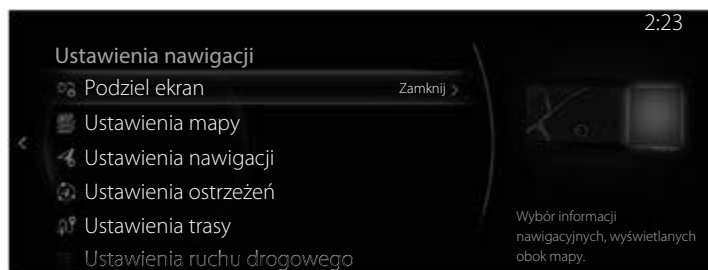 2:23
Ustawienia nawigacji
Podziel ekran Zamknij
Ustawienia mapy
Ustawienia nawigacji
Ustawienia ostrzeżeń
Ustawienia trasy
Ustawienia ruchu drogowego
Wybór informacji
nawigacyjnych, wyświetlanych
obok mapy.